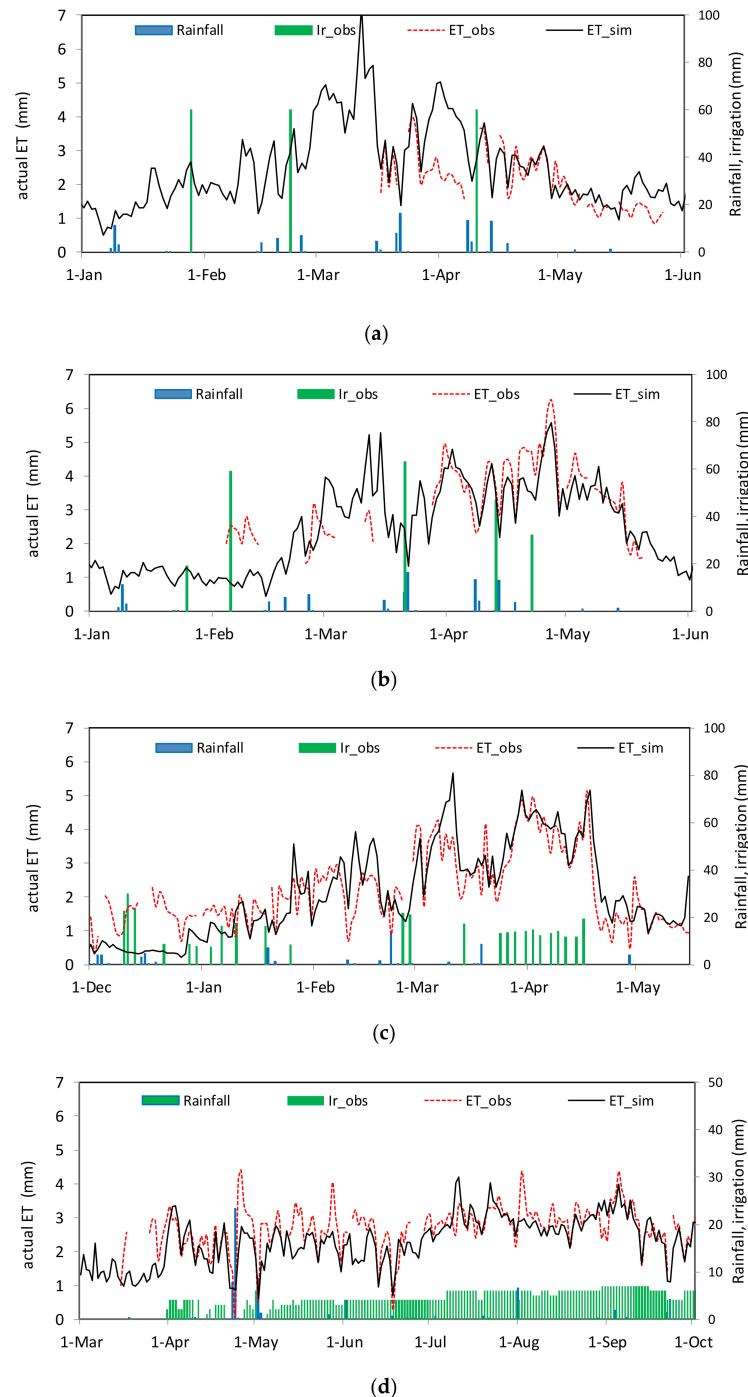 Rainfall Ir_obs ET_obs ET_sim
actual ET (mm)
Rainfall, irrigation (mm)
7 6 5 4 3 2 1 0
100 80 60 40 20 0
1-Jan 1-Feb 1-Mar 1-Apr 1-May 1-Jun
(a)
Rainfall Ir_obs ET_obs ET_sim
actual ET (mm)
Rainfall, irrigation (mm)
7 6 5 4 3 2 1 0
100 80 60 40 20 0
1-Jan 1-Feb 1-Mar 1-Apr 1-May 1-Jun
(b)
Rainfall Ir_obs ET_obs ET_sim
actual ET (mm)
Rainfall, irrigation (mm)
7 6 5 4 3 2 1 0
100 80 60 40 20 0
1-Dec 1-Jan 1-Feb 1-Mar 1-Apr 1-May
(c)
Rainfall Ir_obs ET_obs ET_sim
actual ET (mm)
Rainfall, irrigation (mm)
7 6 5 4 3 2 1 0
50 40 30 20 10 0
1-Mar 1-Apr 1-May 1-Jun 1-Jul 1-Aug 1-Sep 1-Oct
(d)